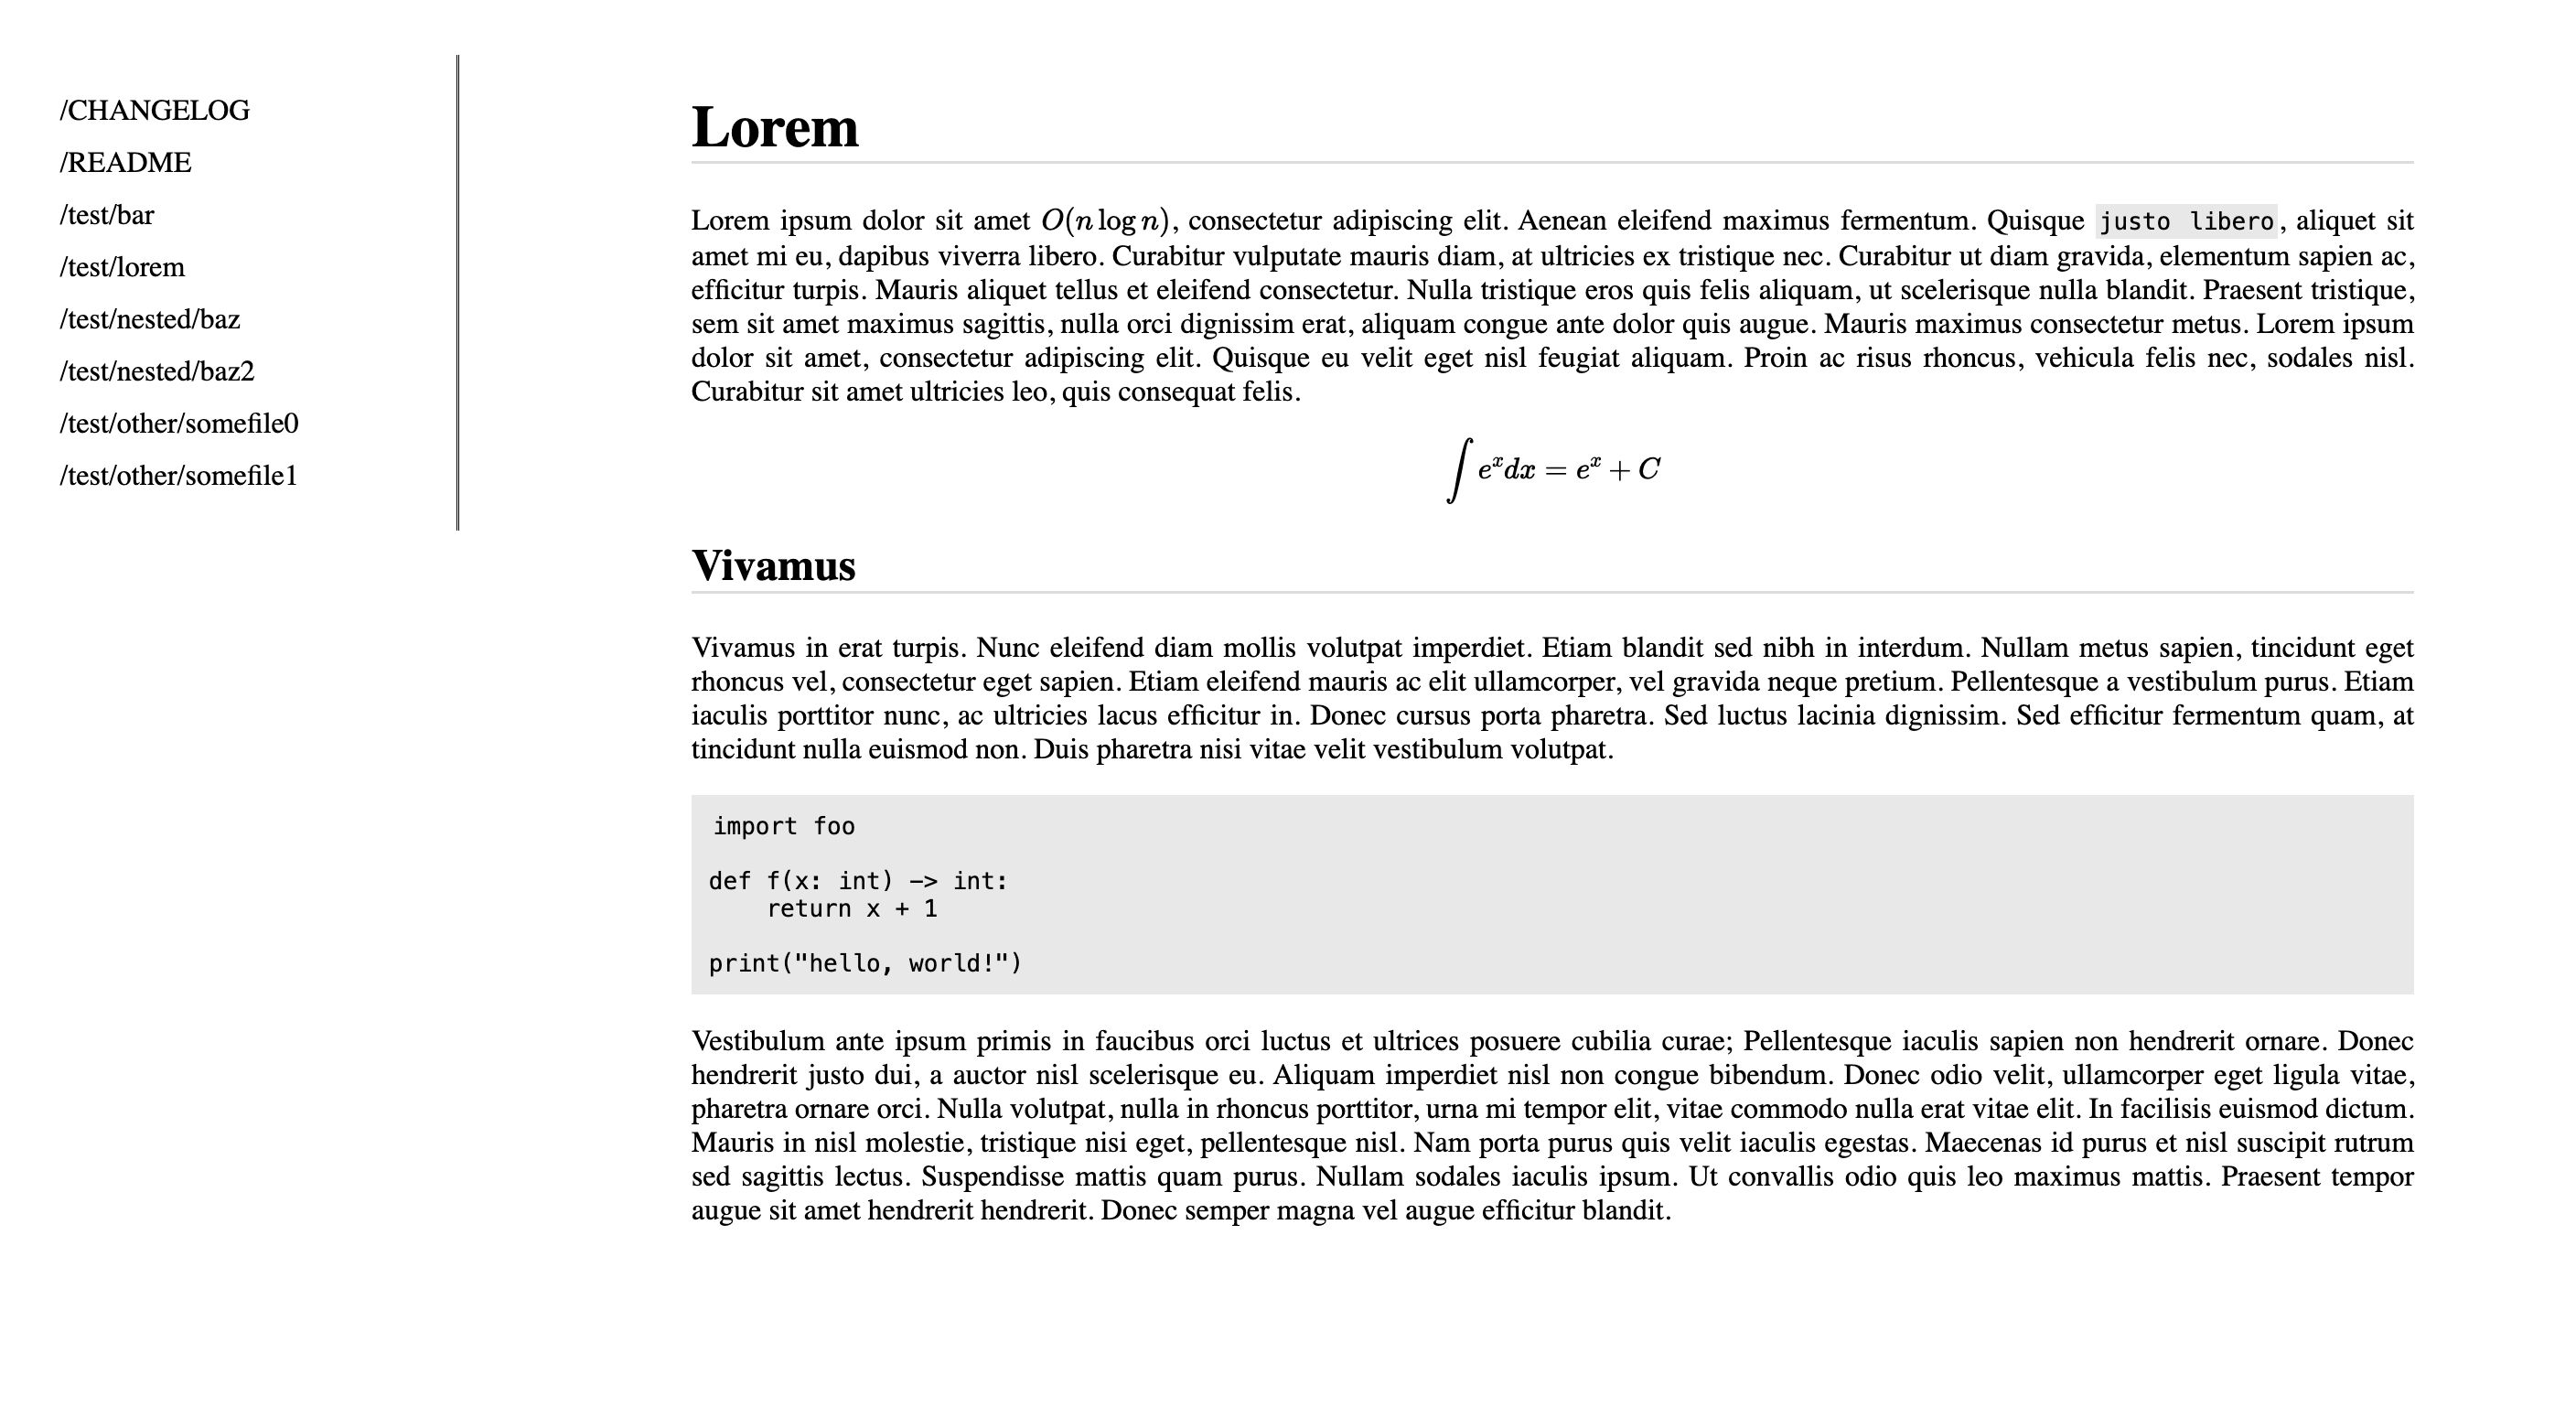 /CHANGELOG
/README
/test/bar
/test/lorem
/test/nested/baz
/test/nested/baz2
/test/other/somefile0
/test/other/somefile1
Lorem
Lorem ipsum dolor sit amet O(n log n), consectetur adipiscing elit. Aenean eleifend maximus fermentum. Quisque justo libero, aliquet sit
amet mi eu, dapibus viverra libero. Curabitur vulputate mauris diam, at ultricies ex tristique nec. Curabitur ut diam gravida, elementum sapien ac,
efficitur turpis. Mauris aliquet tellus et eleifend consectetur. Nulla tristique eros quis felis aliquam, ut scelerisque nulla blandit. Praesent tristique,
sem sit amet maximus sagittis, nulla orci dignissim erat, aliquam congue ante dolor quis augue. Mauris maximus consectetur metus. Lorem ipsum
dolor sit amet, consectetur adipiscing elit. Quisque eu velit eget nisl feugiat aliquam. Proin ac risus rhoncus, vehicula felis nec, sodales nisl.
Curabitur sit amet ultricies leo, quis consequat felis.
∫ eˣdx = eˣ + C
Vivamus
Vivamus in erat turpis. Nunc eleifend diam mollis volutpat imperdiet. Etiam blandit sed nibh in interdum. Nullam metus sapien, tincidunt eget
rhoncus vel, consectetur eget sapien. Etiam eleifend mauris ac elit ullamcorper, vel gravida neque pretium. Pellentesque a vestibulum purus. Etiam
iaculis porttitor nunc, ac ultricies lacus efficitur in. Donec cursus porta pharetra. Sed luctus lacinia dignissim. Sed efficitur fermentum quam, at
tincidunt nulla euismod non. Duis pharetra nisi vitae velit vestibulum volutpat.
import foo
def f(x: int) -> int:
    return x + 1
print("hello, world!")
Vestibulum ante ipsum primis in faucibus orci luctus et ultrices posuere cubilia curae; Pellentesque iaculis sapien non hendrerit ornare. Donec
hendrerit justo dui, a auctor nisl scelerisque eu. Aliquam imperdiet nisl non congue bibendum. Donec odio velit, ullamcorper eget ligula vitae,
pharetra ornare orci. Nulla volutpat, nulla in rhoncus porttitor, urna mi tempor elit, vitae commodo nulla erat vitae elit. In facilisis euismod dictum.
Mauris in nisl molestie, tristique nisi eget, pellentesque nisl. Nam porta purus quis velit iaculis egestas. Maecenas id purus et nisl suscipit rutrum
sed sagittis lectus. Suspendisse mattis quam purus. Nullam sodales iaculis ipsum. Ut convallis odio quis leo maximus mattis. Praesent tempor
augue sit amet hendrerit hendrerit. Donec semper magna vel augue efficitur blandit.